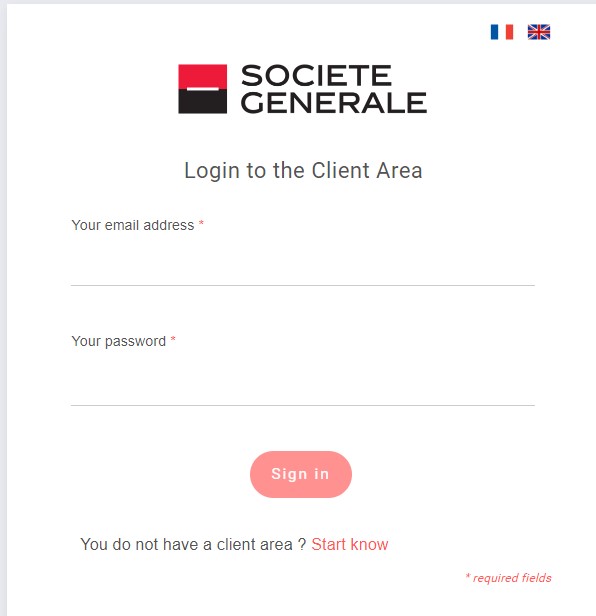 SOCIETE
GENERALE
Login to the Client Area
Your email address *
Your password *
Sign in
You do not have a client area ? Start know
* required fields